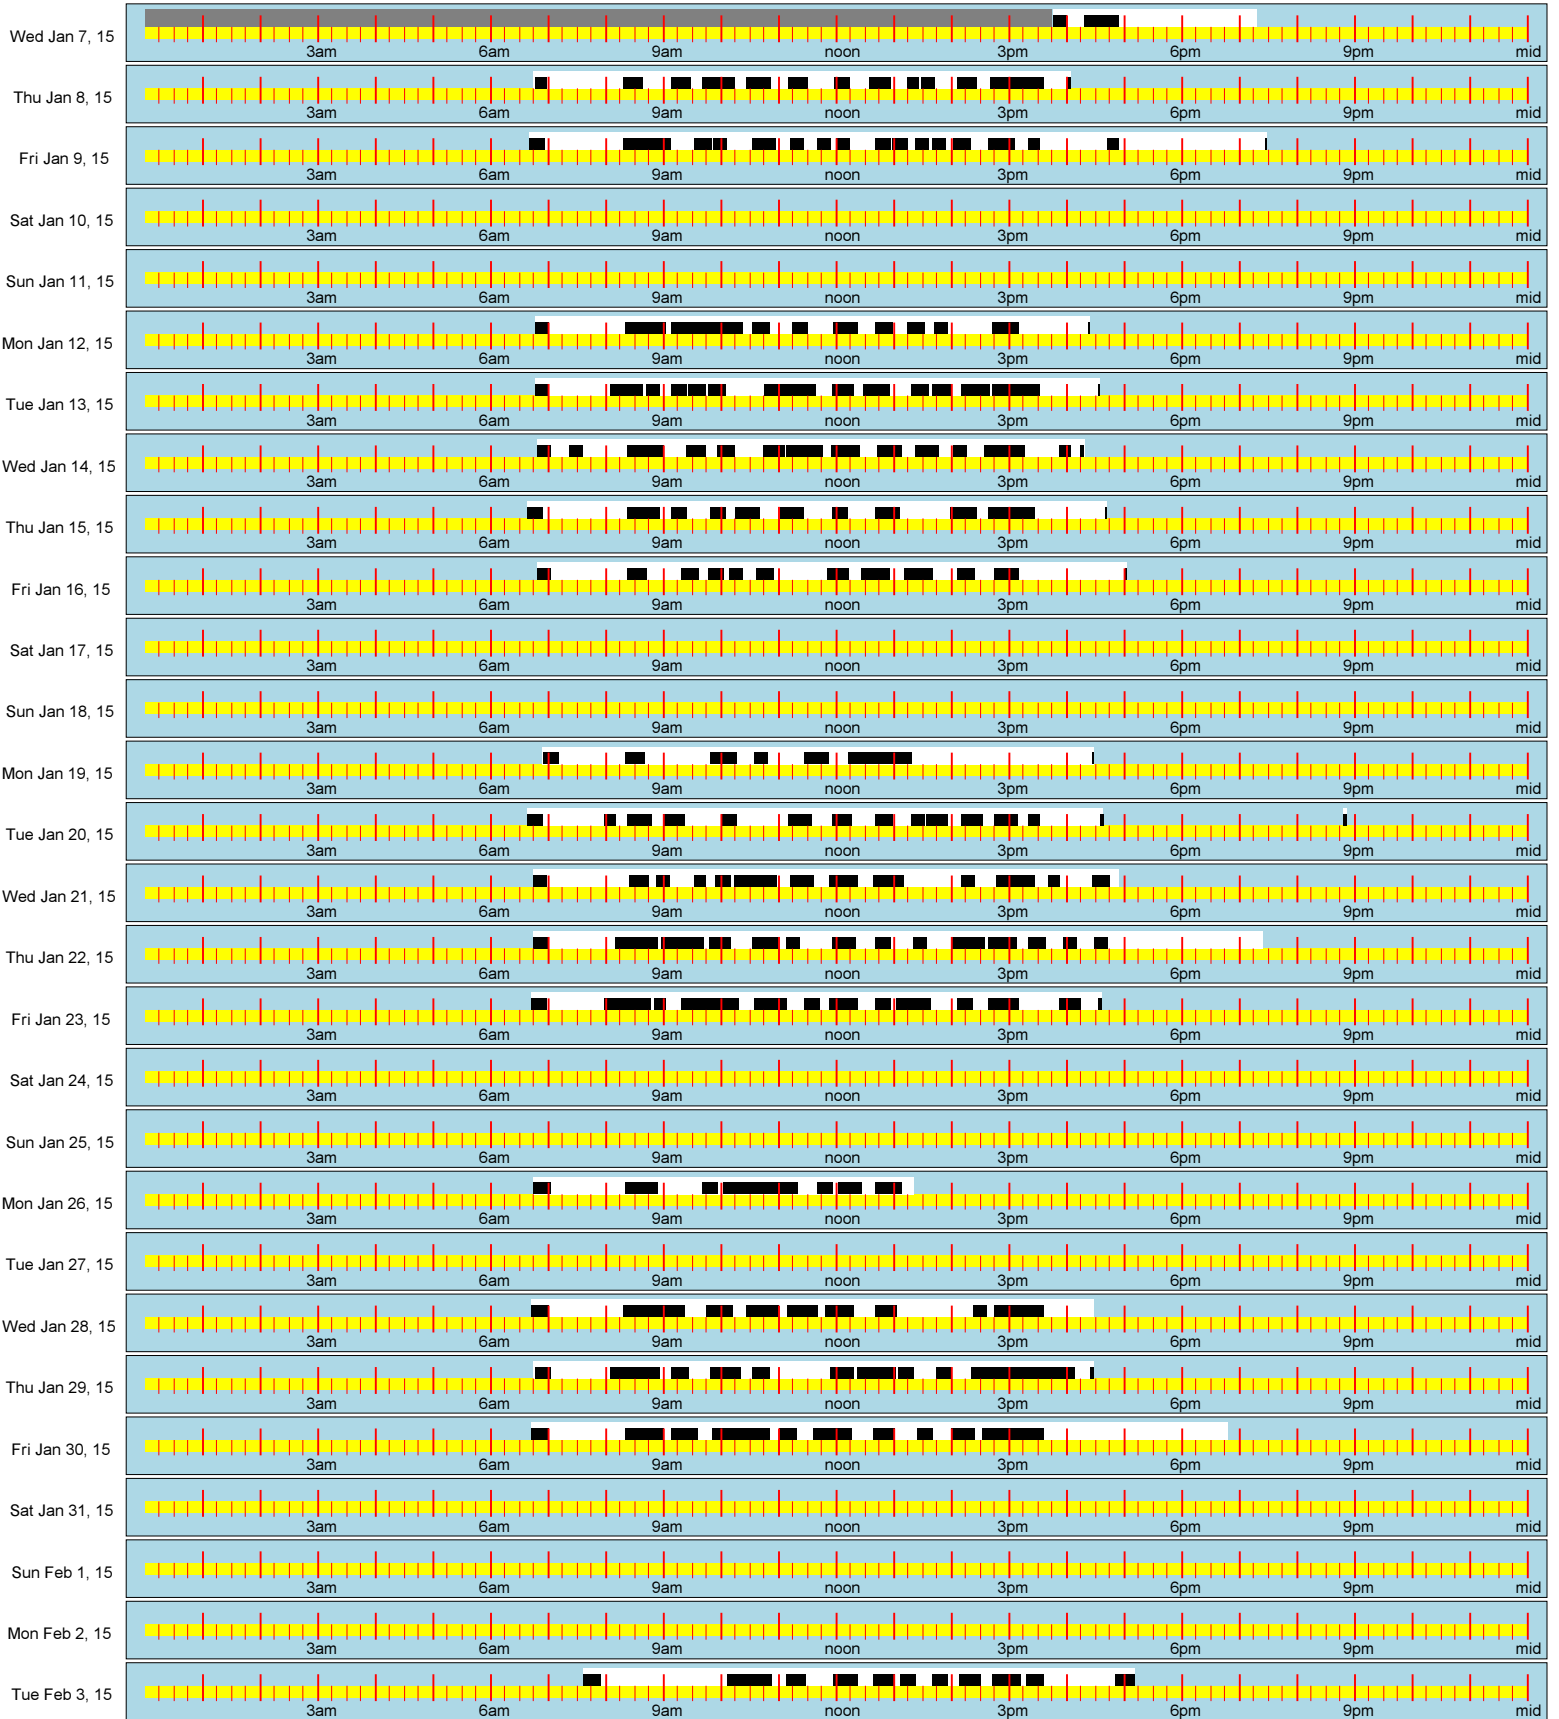 Wed Jan 7, 15
3am 6am 9am noon 3pm 6pm 9pm mid
Thu Jan 8, 15
3am 6am 9am noon 3pm 6pm 9pm mid
Fri Jan 9, 15
3am 6am 9am noon 3pm 6pm 9pm mid
Sat Jan 10, 15
3am 6am 9am noon 3pm 6pm 9pm mid
Sun Jan 11, 15
3am 6am 9am noon 3pm 6pm 9pm mid
Mon Jan 12, 15
3am 6am 9am noon 3pm 6pm 9pm mid
Tue Jan 13, 15
3am 6am 9am noon 3pm 6pm 9pm mid
Wed Jan 14, 15
3am 6am 9am noon 3pm 6pm 9pm mid
Thu Jan 15, 15
3am 6am 9am noon 3pm 6pm 9pm mid
Fri Jan 16, 15
3am 6am 9am noon 3pm 6pm 9pm mid
Sat Jan 17, 15
3am 6am 9am noon 3pm 6pm 9pm mid
Sun Jan 18, 15
3am 6am 9am noon 3pm 6pm 9pm mid
Mon Jan 19, 15
3am 6am 9am noon 3pm 6pm 9pm mid
Tue Jan 20, 15
3am 6am 9am noon 3pm 6pm 9pm mid
Wed Jan 21, 15
3am 6am 9am noon 3pm 6pm 9pm mid
Thu Jan 22, 15
3am 6am 9am noon 3pm 6pm 9pm mid
Fri Jan 23, 15
3am 6am 9am noon 3pm 6pm 9pm mid
Sat Jan 24, 15
3am 6am 9am noon 3pm 6pm 9pm mid
Sun Jan 25, 15
3am 6am 9am noon 3pm 6pm 9pm mid
Mon Jan 26, 15
3am 6am 9am noon 3pm 6pm 9pm mid
Tue Jan 27, 15
3am 6am 9am noon 3pm 6pm 9pm mid
Wed Jan 28, 15
3am 6am 9am noon 3pm 6pm 9pm mid
Thu Jan 29, 15
3am 6am 9am noon 3pm 6pm 9pm mid
Fri Jan 30, 15
3am 6am 9am noon 3pm 6pm 9pm mid
Sat Jan 31, 15
3am 6am 9am noon 3pm 6pm 9pm mid
Sun Feb 1, 15
3am 6am 9am noon 3pm 6pm 9pm mid
Mon Feb 2, 15
3am 6am 9am noon 3pm 6pm 9pm mid
Tue Feb 3, 15
3am 6am 9am noon 3pm 6pm 9pm mid